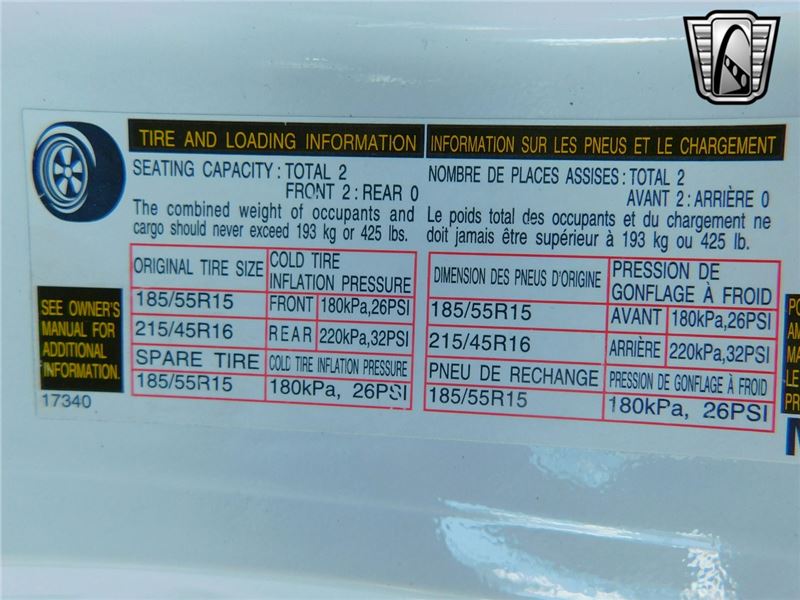 TIRE AND LOADING INFORMATION
SEATING CAPACITY : TOTAL 2
FRONT 2 : REAR 0
The combined weight of occupants and
cargo should never exceed 193 kg or 425 lbs.
ORIGINAL TIRE SIZE
COLD TIRE
INFLATION PRESSURE
185/55R15
FRONT
180kPa,26PSI
215/45R16
REAR
220kPa,32PSI
SPARE TIRE
COLD TIRE INFLATION PRESSURE
185/55R15
180kPa, 26PSI
SEE OWNER'S
MANUAL FOR
ADDITIONAL
INFORMATION.
17340
INFORMATION SUR LES PNEUS ET LE CHARGEMENT
NOMBRE DE PLACES ASSISES : TOTAL 2
AVANT 2 : ARRIÈRE 0
Le poids total des occupants et du chargement ne
doit jamais être supérieur à 193 kg ou 425 lb.
DIMENSION DES PNEUS D'ORIGINE
PRESSION DE
GONFLAGE À FROID
185/55R15
AVANT
180kPa,26PSI
215/45R16
ARRIÈRE
220kPa,32PSI
PNEU DE RECHANGE
PRESSION DE GONFLAGE À FROID
185/55R15
180kPa, 26PSI